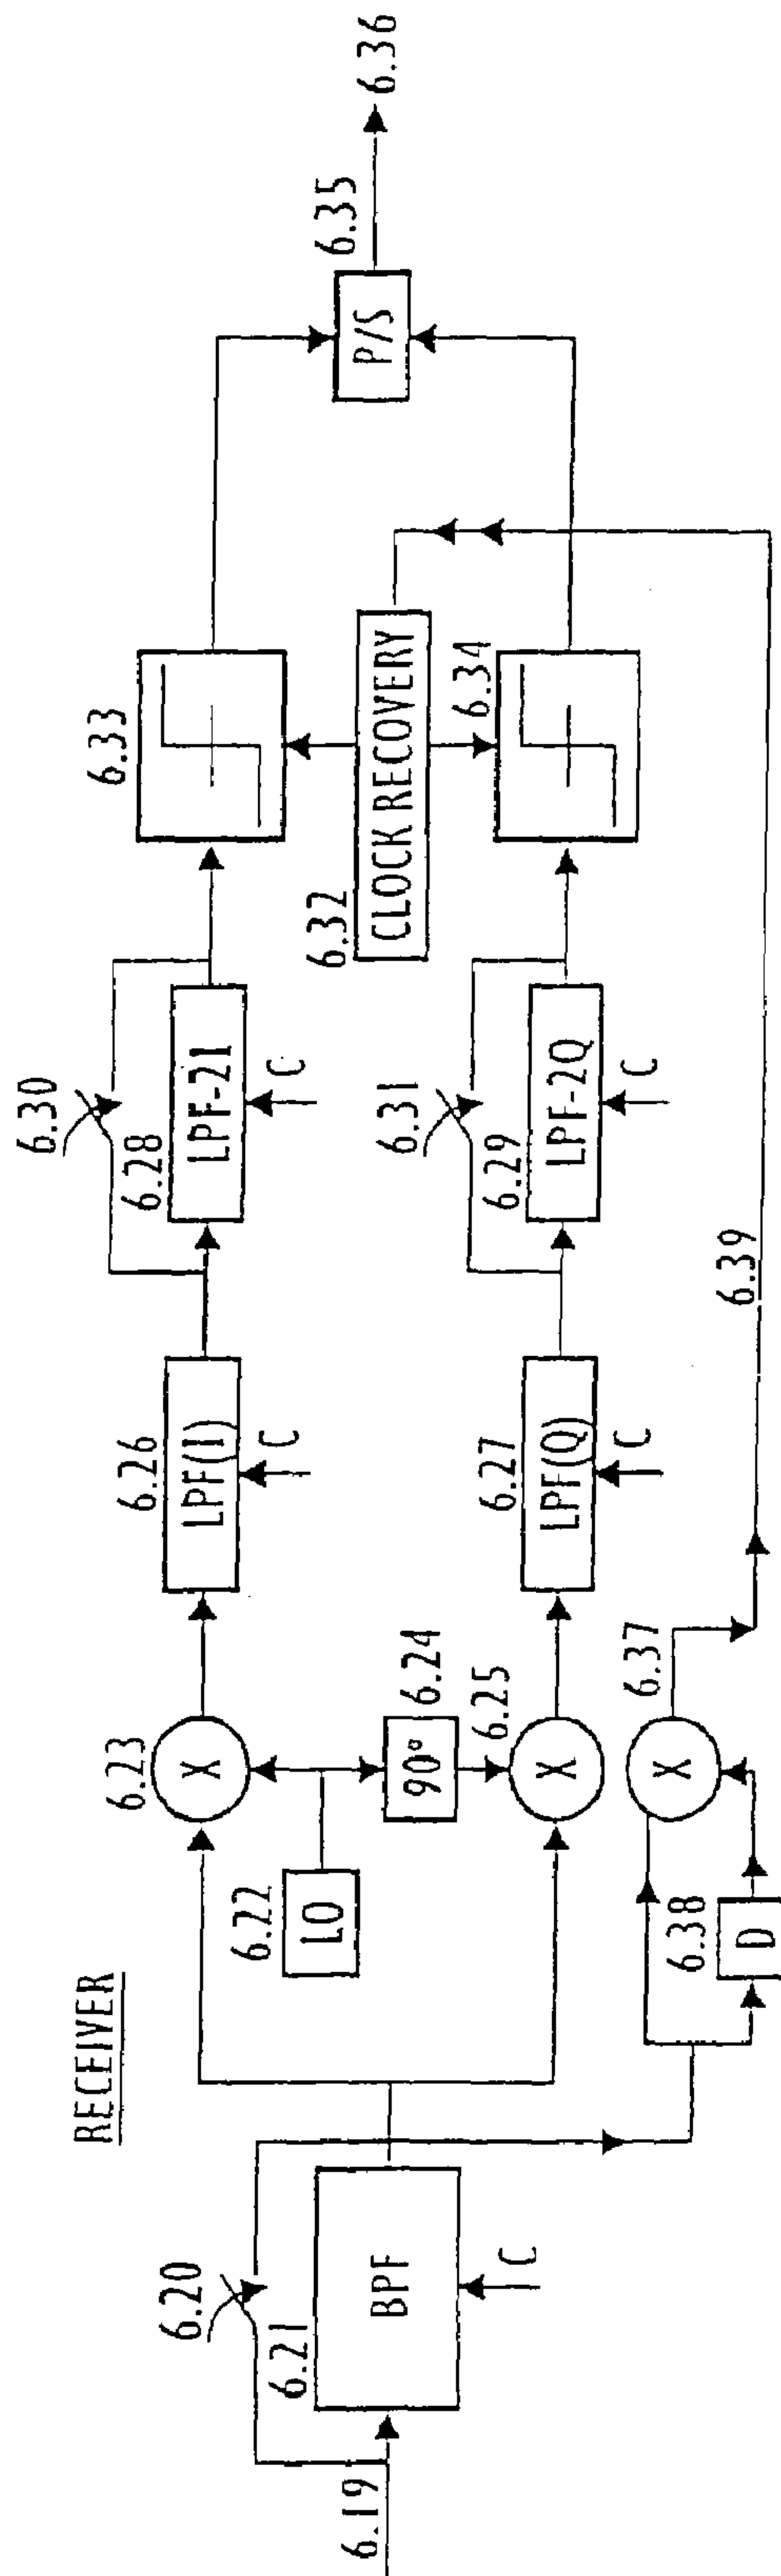 RECEIVER
6.19
6.20
6.21
BPF
C
6.22
LO
6.23
X
6.24
90°
6.25
X
6.26
LPF(I)
C
6.27
LPF(Q)
C
6.28
LPF-2I
C
6.29
LPF-2Q
C
6.30
6.31
6.32
CLOCK RECOVERY
6.33
6.34
6.35
P/S
6.36
6.37
X
6.38
D
6.39